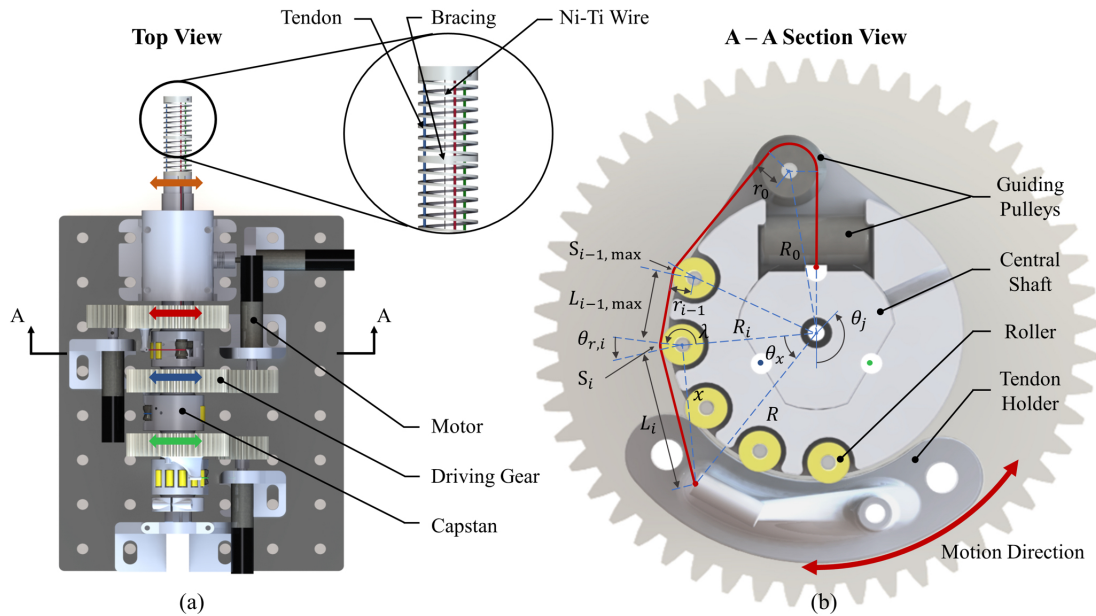 Top View
Tendon
Bracing
Ni-Ti Wire
A
A
Motor
Driving Gear
Capstan
(a)
A – A Section View
Guiding
Pulleys
Central
Shaft
Roller
Tendon
Holder
Motion Direction
r₀
R₀
Sᵢ₋₁, max
Lᵢ₋₁, max
rᵢ₋₁
Rᵢ
λ
θᵣ,ᵢ
θⱼ
θₓ
Sᵢ
x
R
Lᵢ
(b)